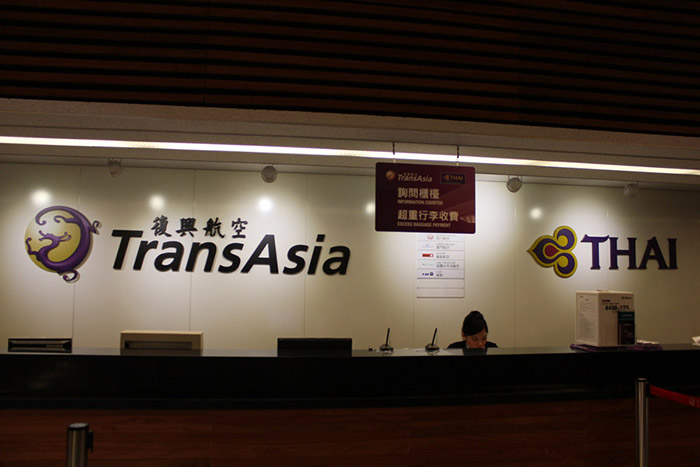 復興航空
TransAsia
TransAsia THAI
詢問櫃檯
INFORMATION COUNTER
超重行李收費
EXCESS BAGGAGE PAYMENT
THAI